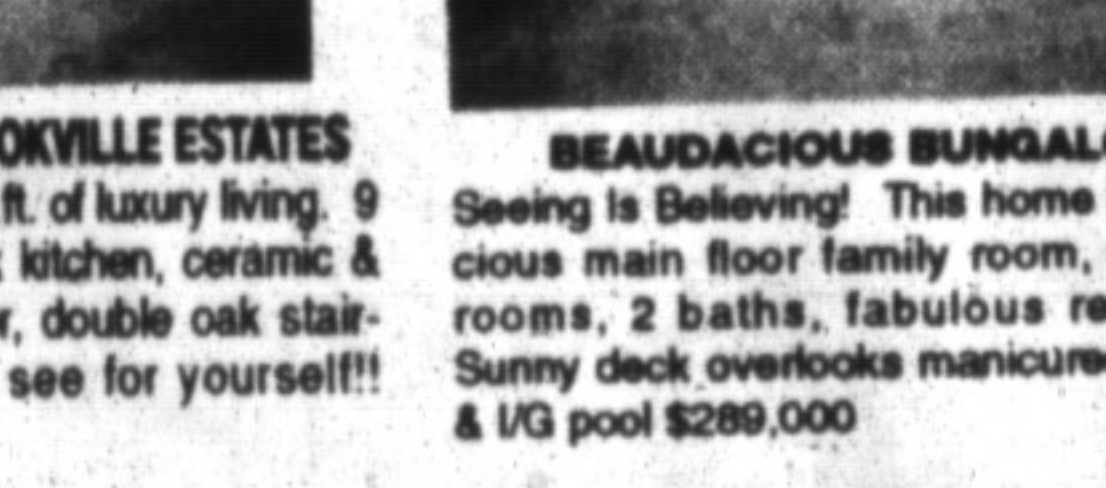 OKVILLE ESTATES
ft. of luxury living. 9
kitchen, ceramic &
r, double oak stair-
see for yourself!!
BEAUDACIOUS BUNGALO
Seeing Is Believing! This home
cious main floor family room,
rooms, 2 baths, fabulous re
Sunny deck overlooks manicure
& I/G pool $289,000